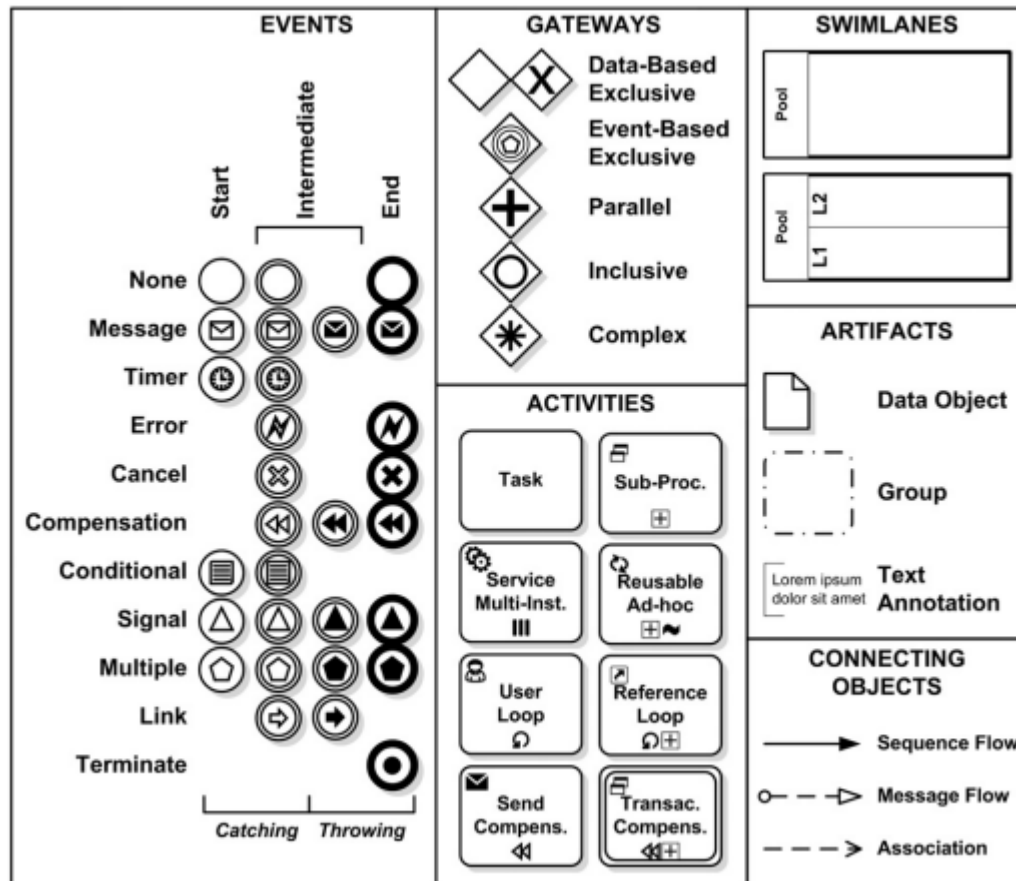 EVENTS
Start
Intermediate
End
None
Message
Timer
Error
Cancel
Compensation
Conditional
Signal
Multiple
Link
Terminate
Catching Throwing
GATEWAYS
Data-Based
Exclusive
Event-Based
Exclusive
Parallel
Inclusive
Complex
ACTIVITIES
Task
Sub-Proc.
Service
Multi-Inst.
Reusable
Ad-hoc
User
Loop
Reference
Loop
Send
Compens.
Transac.
Compens.
SWIMLANES
Pool
Pool
L2
L1
ARTIFACTS
Data Object
Group
Lorem ipsum
dolor sit amet
Text
Annotation
CONNECTING
OBJECTS
Sequence Flow
Message Flow
Association